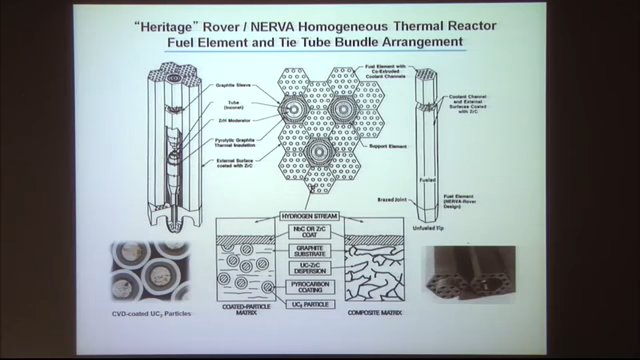 "Heritage" Rover / NERVA Homogeneous Thermal Reactor
Fuel Element and Tie Tube Bundle Arrangement
Graphite Sleeve
Tube
(Inconel)
ZrH Moderator
Pyrolytic Graphite
Thermal Insulation
External Surface
coated with ZrC
Fuel Element with
Co-Extruded
Coolant Channels
Support Element
Coolant Channel
and External
Surfaces Coated
with ZrC
Fueled
Brazed Joint
Fuel Element
(NERVA-Rover
Design)
Unfueled Tip
HYDROGEN STREAM
NbC OR ZrC
COAT
GRAPHITE
SUBSTRATE
UC-ZrC
DISPERSION
PYROCARBON
COATING
UC2 PARTICLE
COATED-PARTICLE
MATRIX
COMPOSITE MATRIX
CVD-coated UC2 Particles